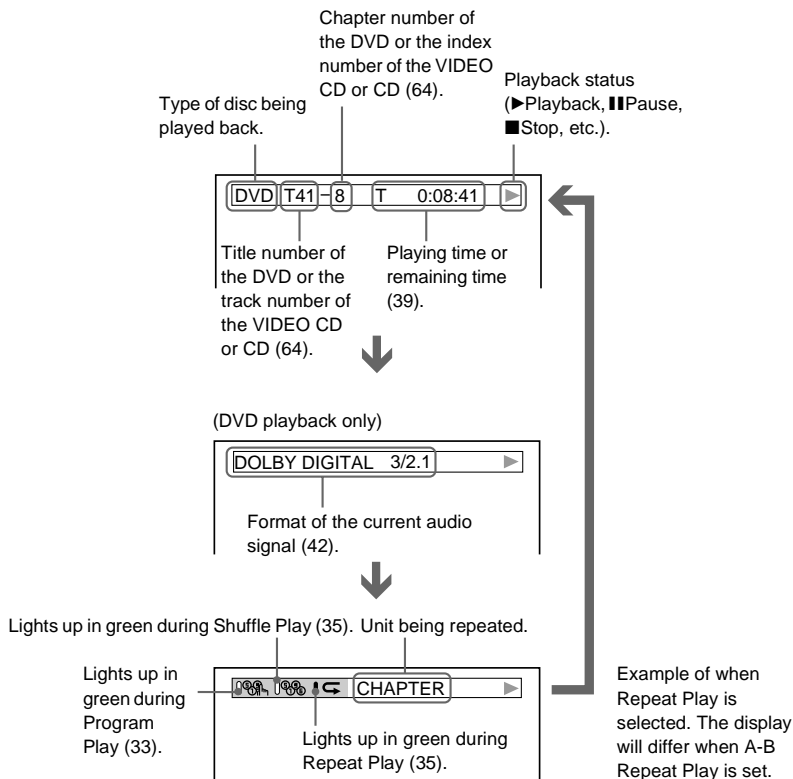 Chapter number of
the DVD or the index
number of the VIDEO
CD or CD (64).
Playback status
(▶Playback, ❚❚Pause,
■Stop, etc.).
Type of disc being
played back.
DVD T41 – 8 T 0:08:41 ▶
Title number of
the DVD or the
track number of
the VIDEO CD
or CD (64).
Playing time or
remaining time
(39).
(DVD playback only)
DOLBY DIGITAL 3/2.1 ▶
Format of the current audio
signal (42).
Lights up in green during Shuffle Play (35). Unit being repeated.
Lights up in
green during
Program
Play (33).
CHAPTER ▶
Lights up in green during
Repeat Play (35).
Example of when
Repeat Play is
selected. The display
will differ when A-B
Repeat Play is set.